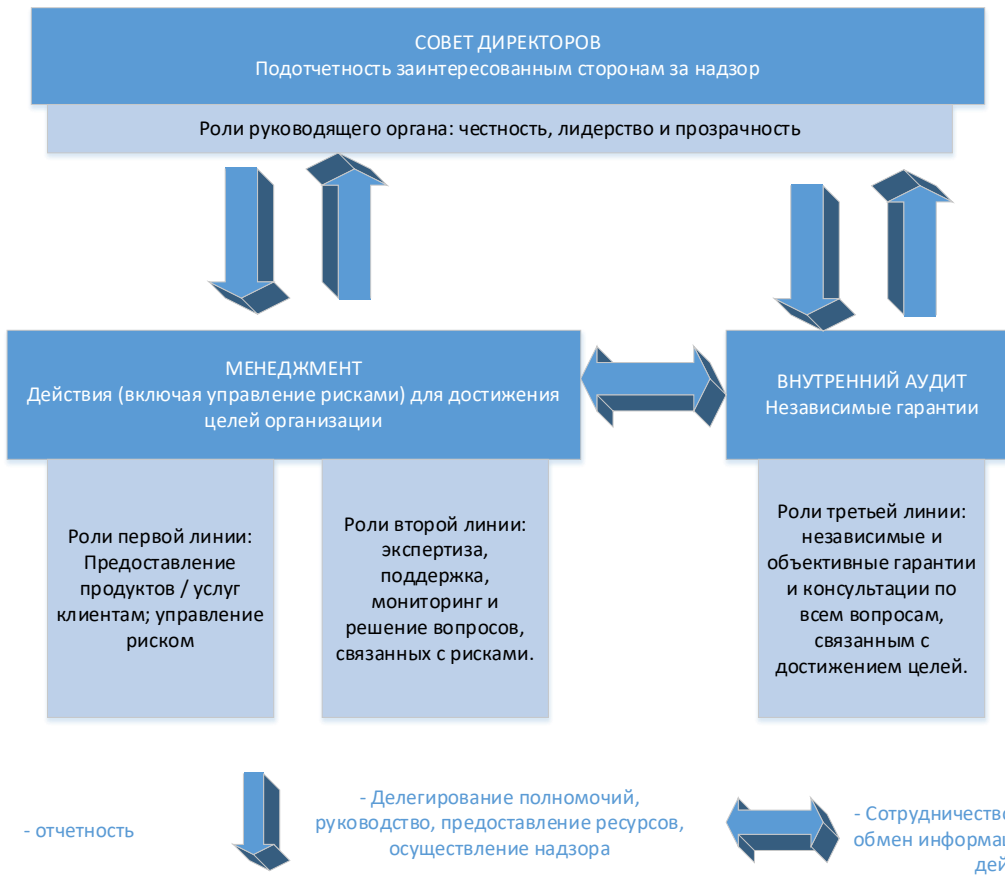 СОВЕТ ДИРЕКТОРОВ
Подотчетность заинтересованным сторонам за надзор
Роли руководящего органа: честность, лидерство и прозрачность
МЕНЕДЖМЕНТ
Действия (включая управление рисками) для достижения
целей организации
ВНУТРЕННИЙ АУДИТ
Независимые гарантии
Роли первой линии:
Предоставление
продуктов / услуг
клиентам; управление
риском
Роли второй линии:
экспертиза,
поддержка,
мониторинг и
решение вопросов,
связанных с рисками.
Роли третьей линии:
независимые и
объективные гарантии
и консультации по
всем вопросам,
связанным с
достижением целей.
- отчетность
- Делегирование полномочий,
руководство, предоставление ресурсов,
осуществление надзора
- Сотрудничество
обмен